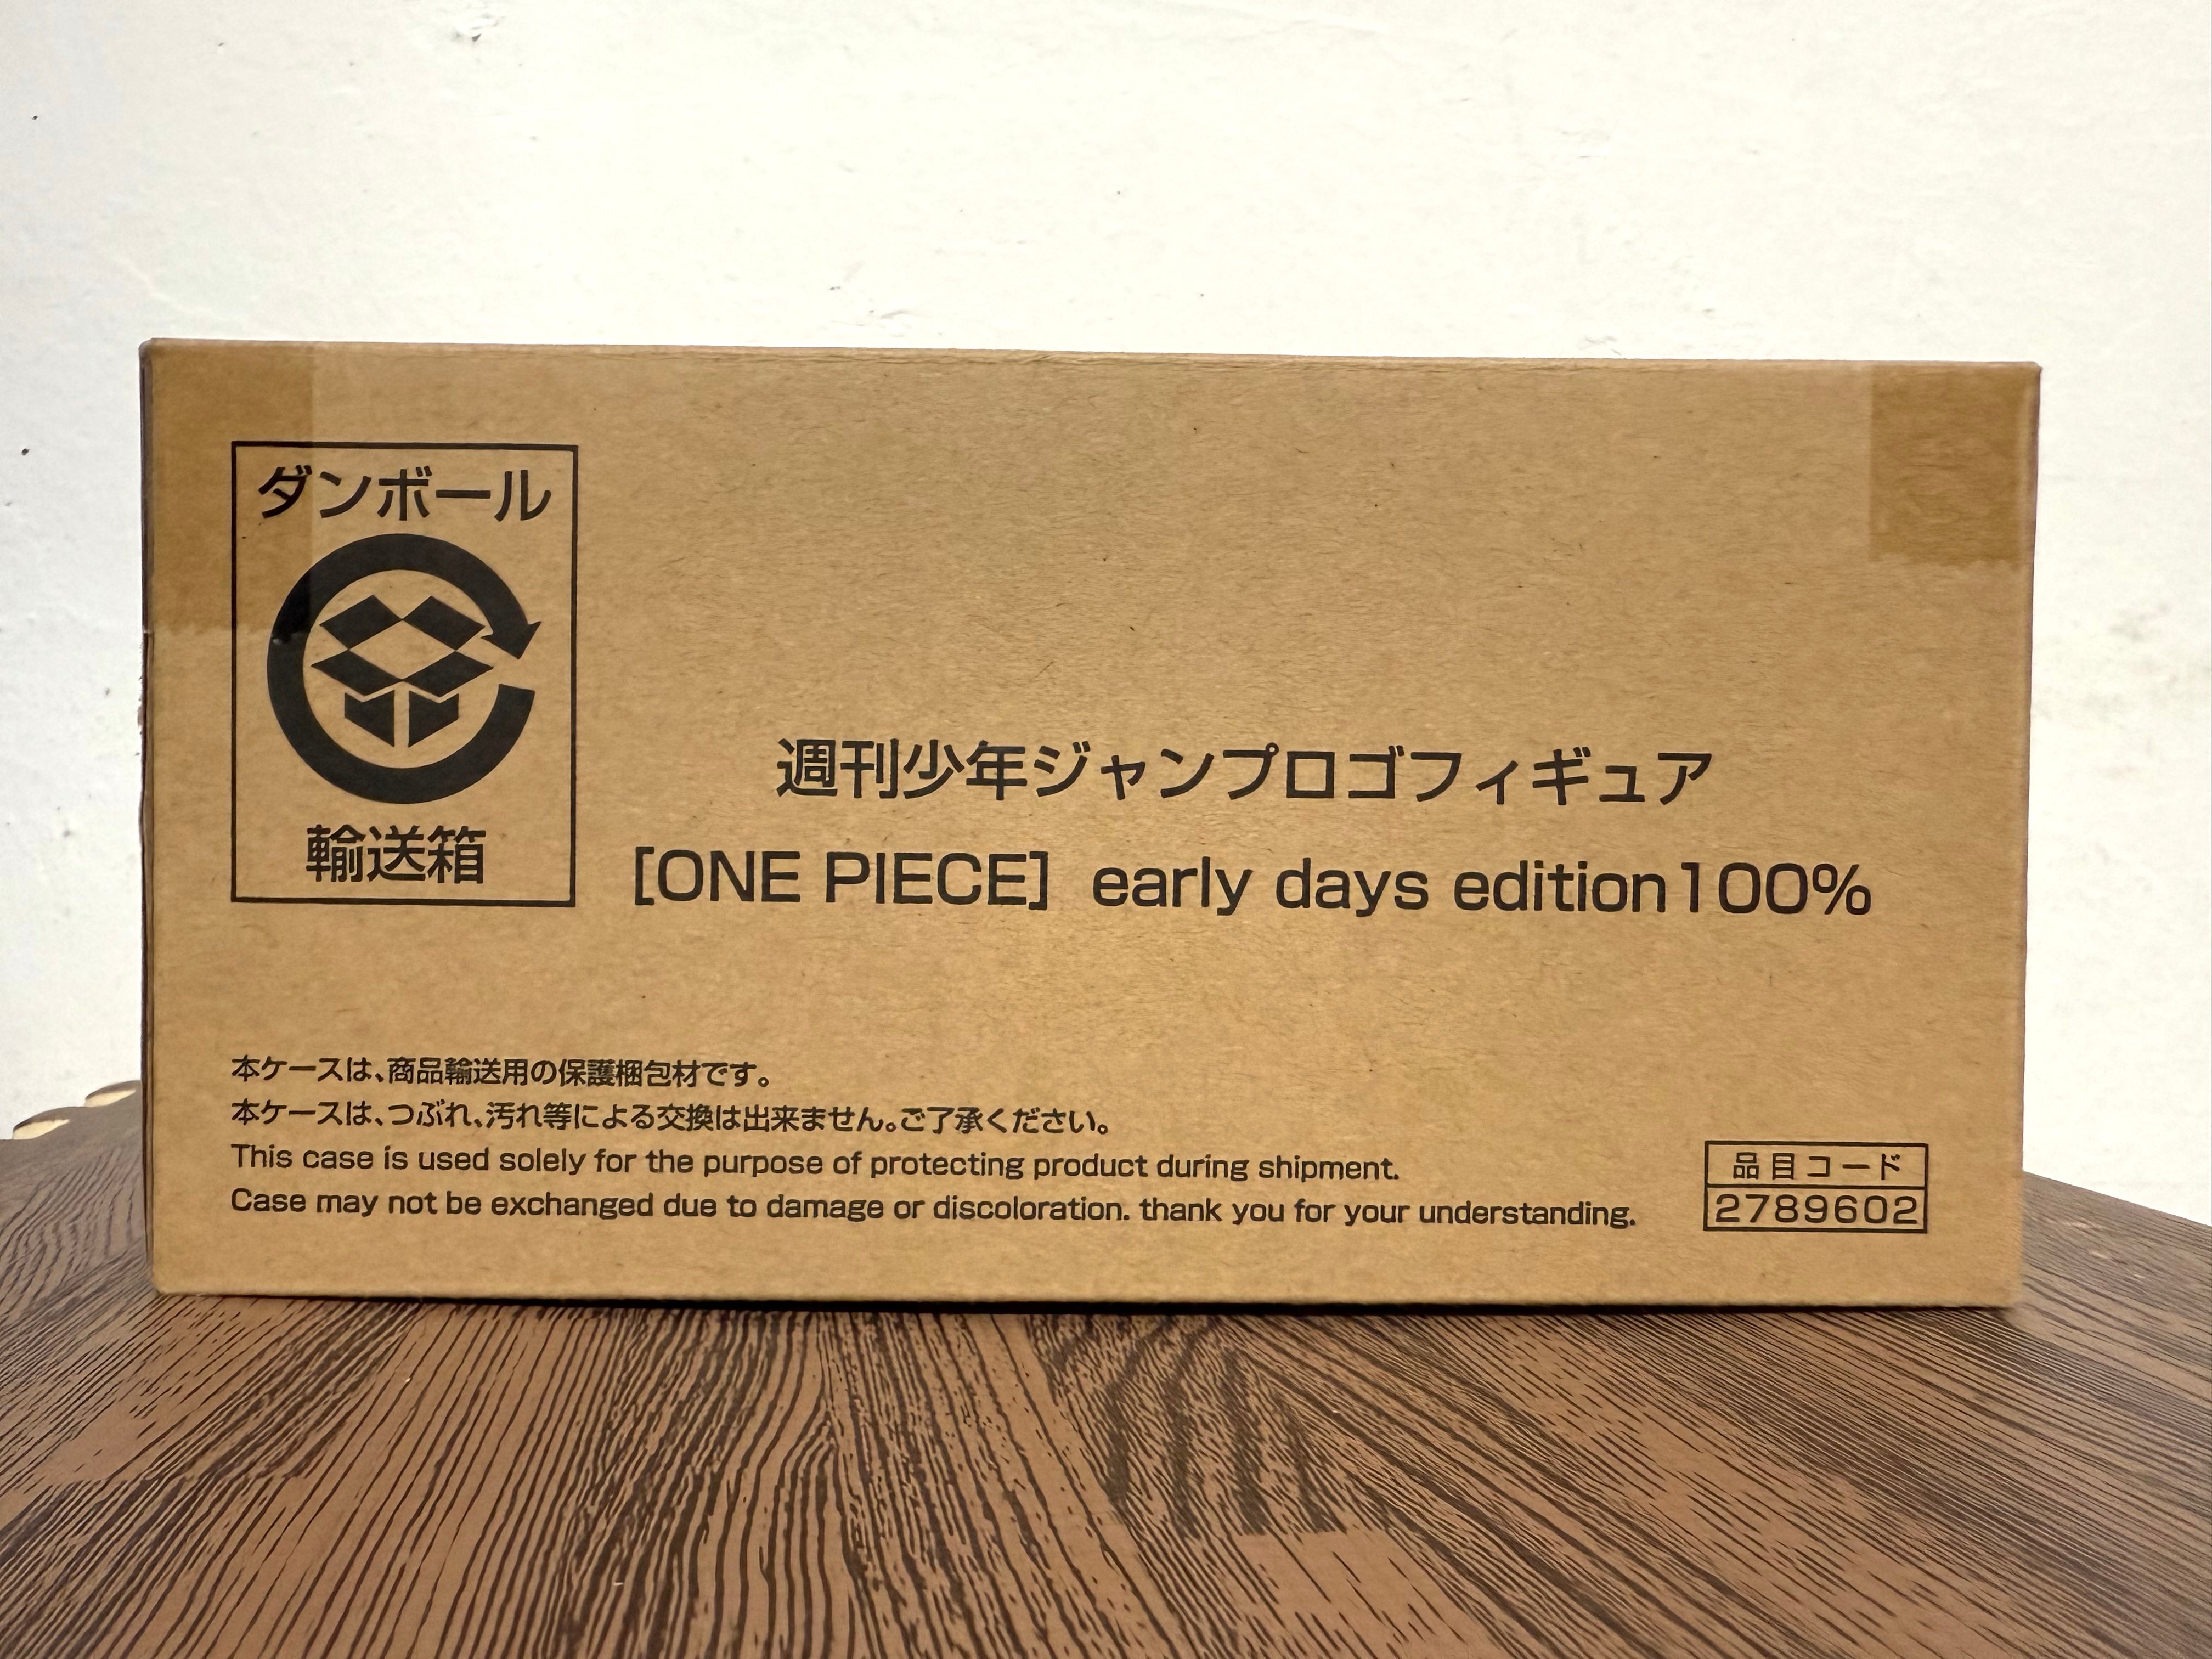 ダンボール
輸送箱
週刊少年ジャンプロゴフィギュア
[ONE PIECE] early days edition100%
本ケースは、商品輸送用の保護梱包材です。
本ケースは、つぶれ、汚れ等による交換は出来ません。ご了承ください。
This case is used solely for the purpose of protecting product during shipment.
Case may not be exchanged due to damage or discoloration. thank you for your understanding.
品目コード
2789602